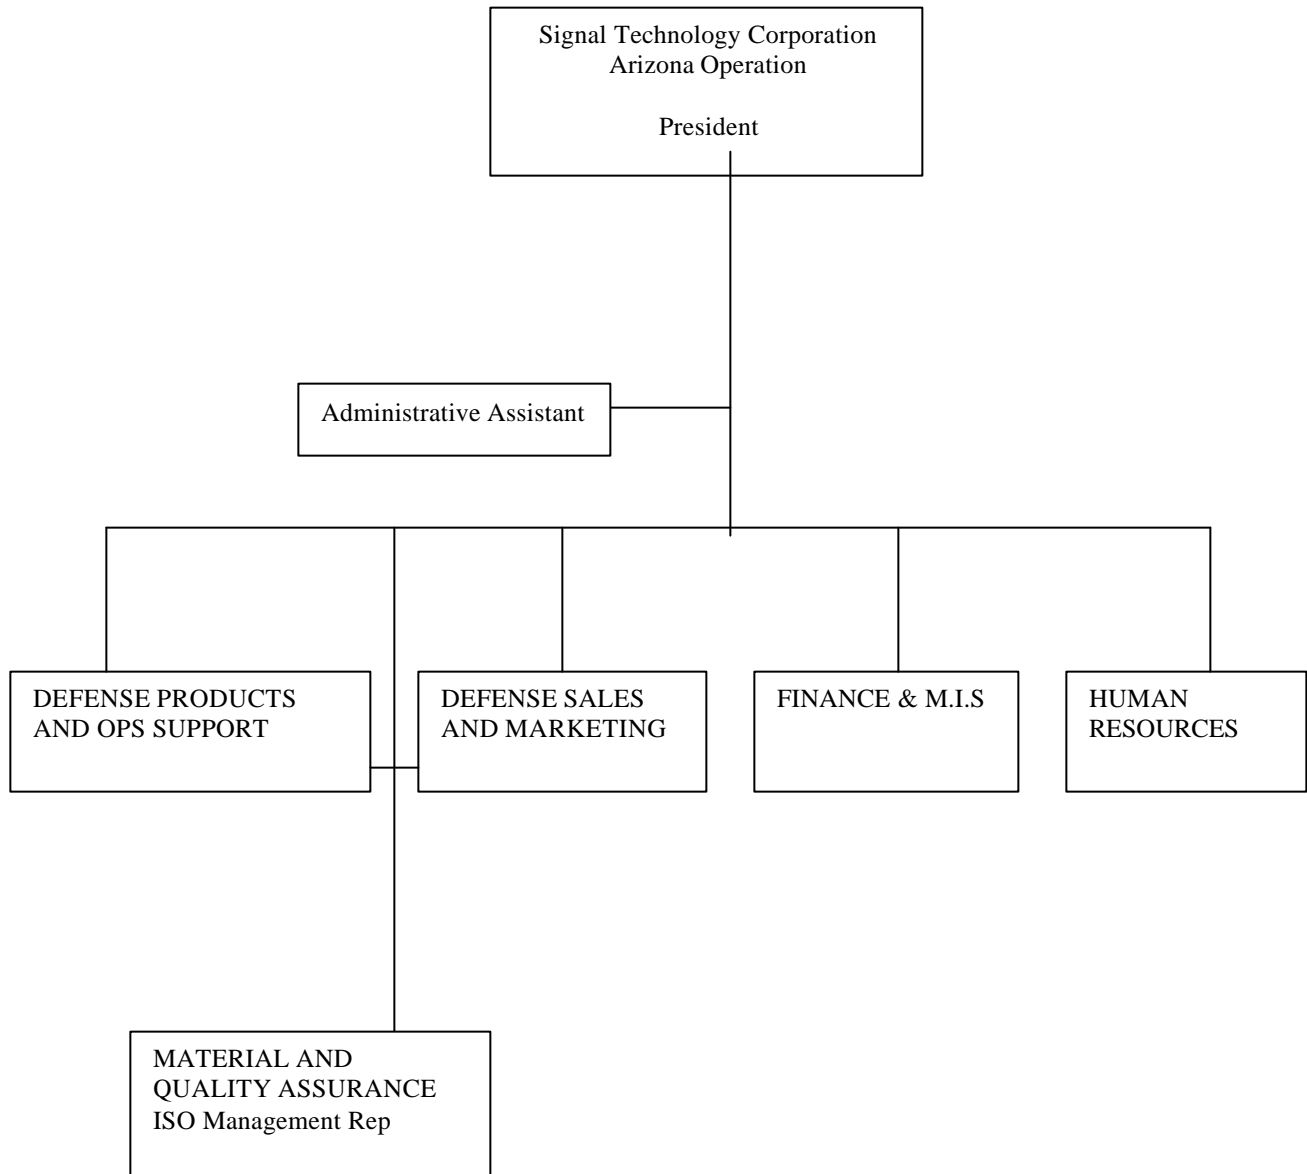 Signal Technology Corporation
Arizona Operation
President
Administrative Assistant
DEFENSE PRODUCTS
AND OPS SUPPORT
DEFENSE SALES
AND MARKETING
FINANCE & M.I.S
HUMAN
RESOURCES
MATERIAL AND
QUALITY ASSURANCE
ISO Management Rep